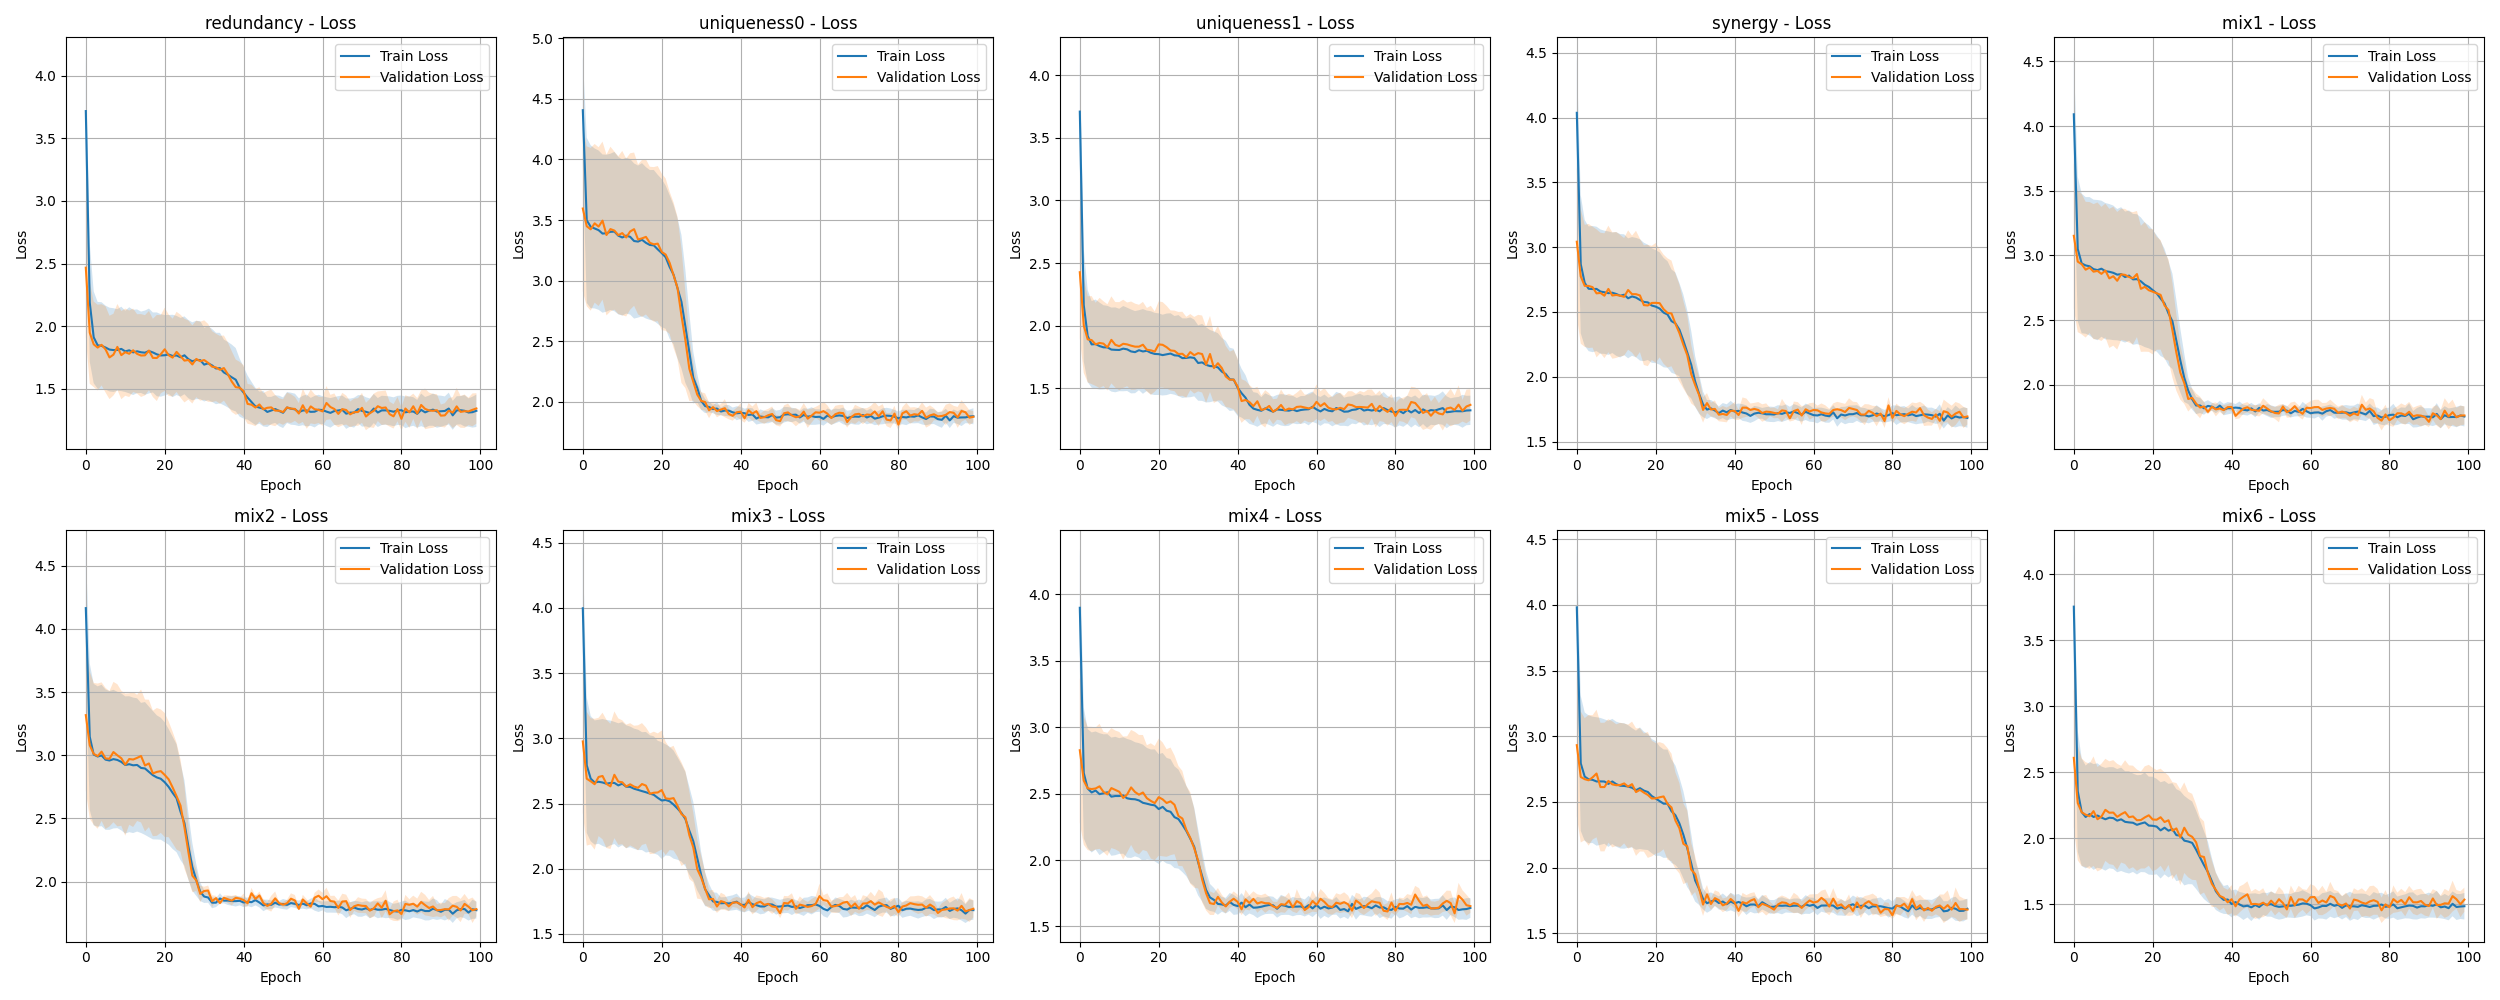 redundancy - Loss
Train Loss
Validation Loss
4.0
3.5
3.0
2.5
2.0
1.5
Loss
0 20 40 60 80 100
Epoch
uniqueness0 - Loss
Train Loss
Validation Loss
5.0
4.5
4.0
3.5
3.0
2.5
2.0
Loss
0 20 40 60 80 100
Epoch
uniqueness1 - Loss
Train Loss
Validation Loss
4.0
3.5
3.0
2.5
2.0
1.5
Loss
0 20 40 60 80 100
Epoch
synergy - Loss
Train Loss
Validation Loss
4.5
4.0
3.5
3.0
2.5
2.0
1.5
Loss
0 20 40 60 80 100
Epoch
mix1 - Loss
Train Loss
Validation Loss
4.5
4.0
3.5
3.0
2.5
2.0
Loss
0 20 40 60 80 100
Epoch
mix2 - Loss
Train Loss
Validation Loss
4.5
4.0
3.5
3.0
2.5
2.0
Loss
0 20 40 60 80 100
Epoch
mix3 - Loss
Train Loss
Validation Loss
4.5
4.0
3.5
3.0
2.5
2.0
1.5
Loss
0 20 40 60 80 100
Epoch
mix4 - Loss
Train Loss
Validation Loss
4.0
3.5
3.0
2.5
2.0
1.5
Loss
0 20 40 60 80 100
Epoch
mix5 - Loss
Train Loss
Validation Loss
4.5
4.0
3.5
3.0
2.5
2.0
1.5
Loss
0 20 40 60 80 100
Epoch
mix6 - Loss
Train Loss
Validation Loss
4.0
3.5
3.0
2.5
2.0
1.5
Loss
0 20 40 60 80 100
Epoch